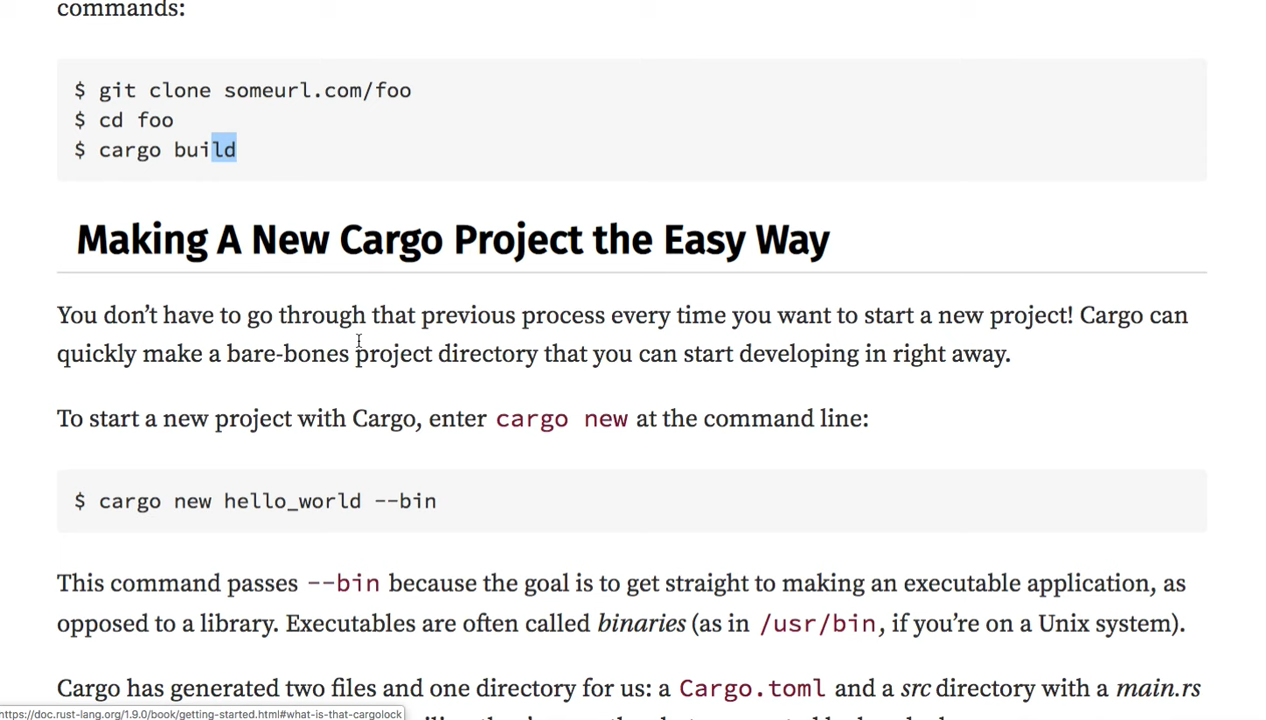 commands:
$ git clone someurl.com/foo
$ cd foo
$ cargo build
Making A New Cargo Project the Easy Way
You don’t have to go through that previous process every time you want to start a new project! Cargo can
quickly make a bare-bones project directory that you can start developing in right away.
To start a new project with Cargo, enter cargo new at the command line:
$ cargo new hello_world --bin
This command passes --bin because the goal is to get straight to making an executable application, as
opposed to a library. Executables are often called binaries (as in /usr/bin, if you’re on a Unix system).
Cargo has generated two files and one directory for us: a Cargo.toml and a src directory with a main.rs
https://doc.rust-lang.org/1.9.0/book/getting-started.html#what-is-that-cargolock